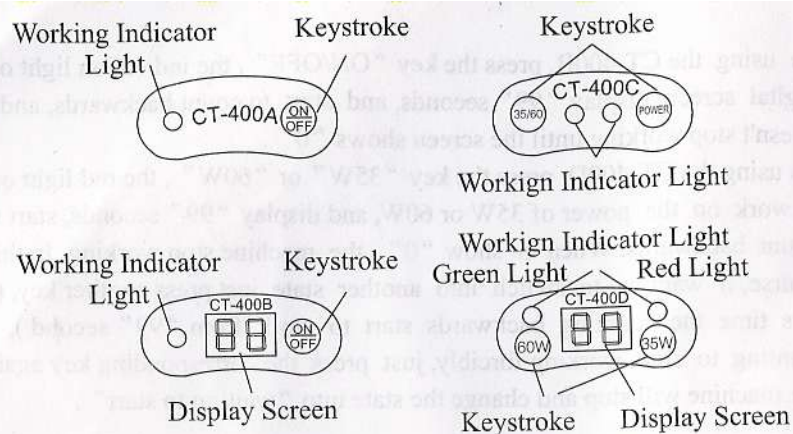 Working Indicator
Light
Keystroke
CT-400A
ON
OFF
Keystroke
CT-400C
35/60
POWER
Workign Indicator Light
Working Indicator
Light
Keystroke
CT-400B
88
ON
OFF
Display Screen
Workign Indicator Light
Green Light
Red Light
CT-400D
88
60W
35W
Keystroke
Display Screen